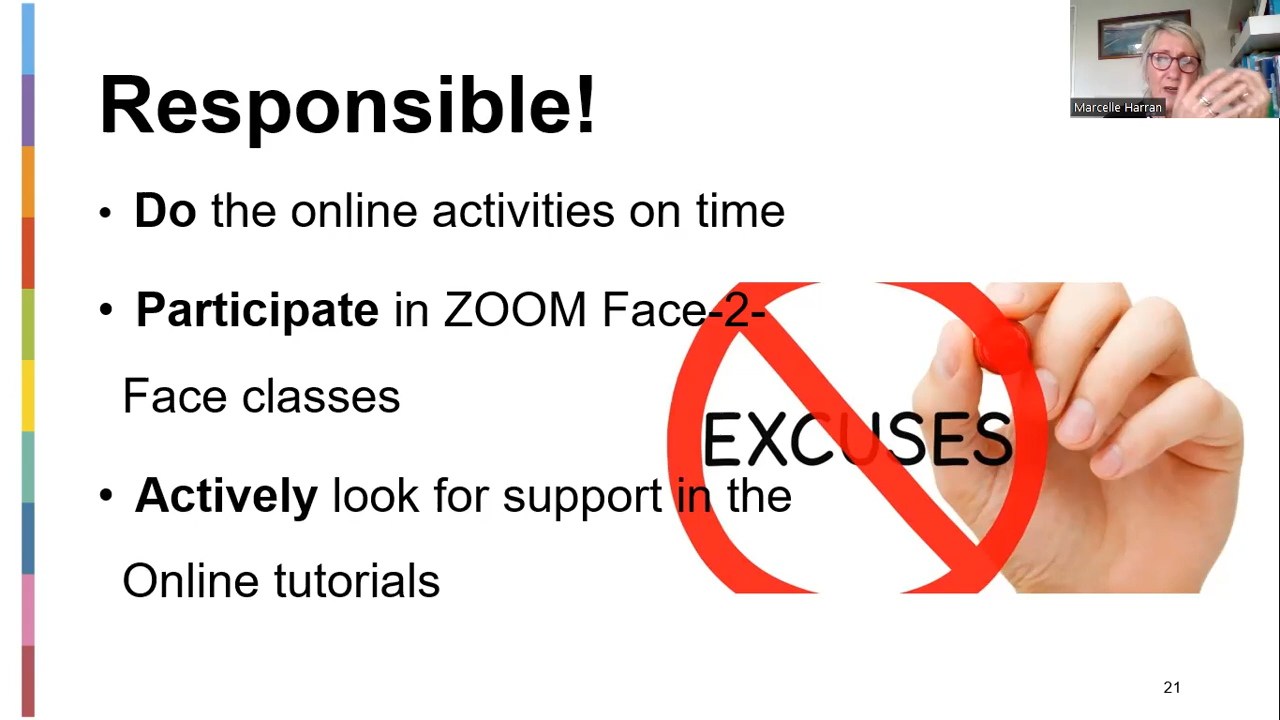 Responsible!
• Do the online activities on time
• Participate in ZOOM Face-2-
Face classes
• Actively look for support in the
Online tutorials
EXCUSES
Marcelle Harran
21